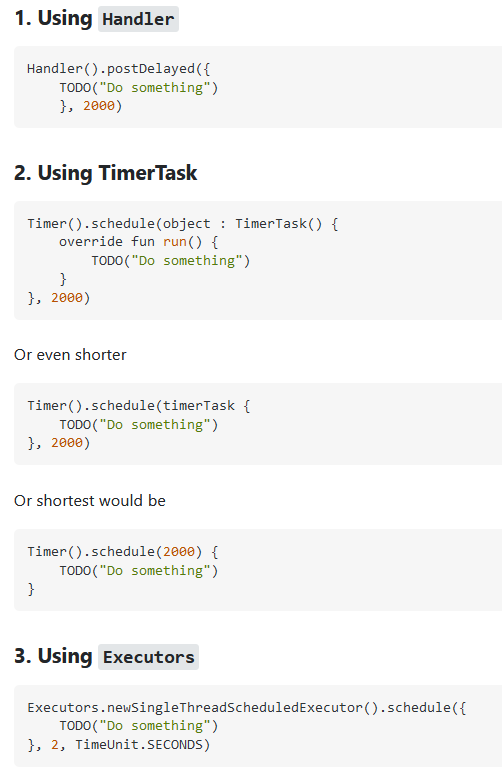 1. Using Handler
Handler().postDelayed({
    TODO("Do something")
    }, 2000)
2. Using TimerTask
Timer().schedule(object : TimerTask() {
    override fun run() {
        TODO("Do something")
    }
}, 2000)
Or even shorter
Timer().schedule(timerTask {
    TODO("Do something")
}, 2000)
Or shortest would be
Timer().schedule(2000) {
    TODO("Do something")
}
3. Using Executors
Executors.newSingleThreadScheduledExecutor().schedule({
    TODO("Do something")
}, 2, TimeUnit.SECONDS)